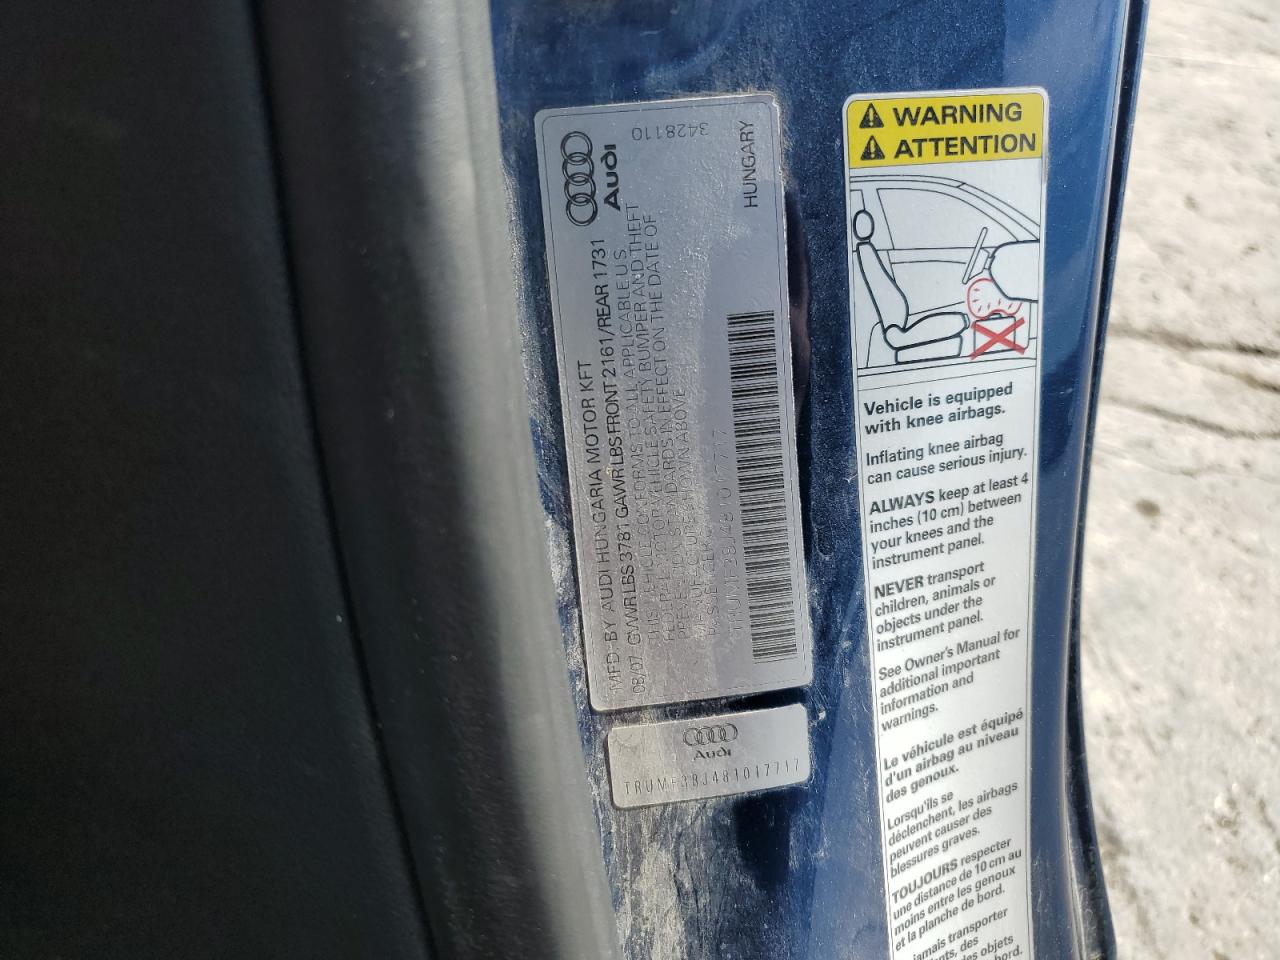 3428110
Audi
HUNGARY
MFD BY AUDI HUNGARIA MOTOR KFT
08/07 GVWR LBS 3781 GAWR LBS FRONT 2161/REAR 1731
THIS VEHICLE CONFORMS TO ALL APPLICABLE U S
FEDERAL MOTOR VEHICLE SAFETY BUMPER AND THEFT
PREVENTION STANDARDS IN EFFECT ON THE DATE OF
MANUFACTURE SHOWN ABOVE
Audi
WARNING
ATTENTION
Vehicle is equipped
with knee airbags.
Inflating knee airbag
can cause serious injury.
ALWAYS keep at least 4
inches (10 cm) between
your knees and the
instrument panel.
NEVER transport
children, animals or
objects under the
instrument panel.
See Owner's Manual for
additional important
information and
warnings.
Le véhicule est équipé
d'un airbag au niveau
des genoux.
Lorsqu'ils se
déclenchent, les airbags
peuvent causer des
blessures graves.
TOUJOURS respecter
une distance de 10 cm au
moins entre les genoux
et la planche de bord.
jamais transporter
des
des objets
bord.